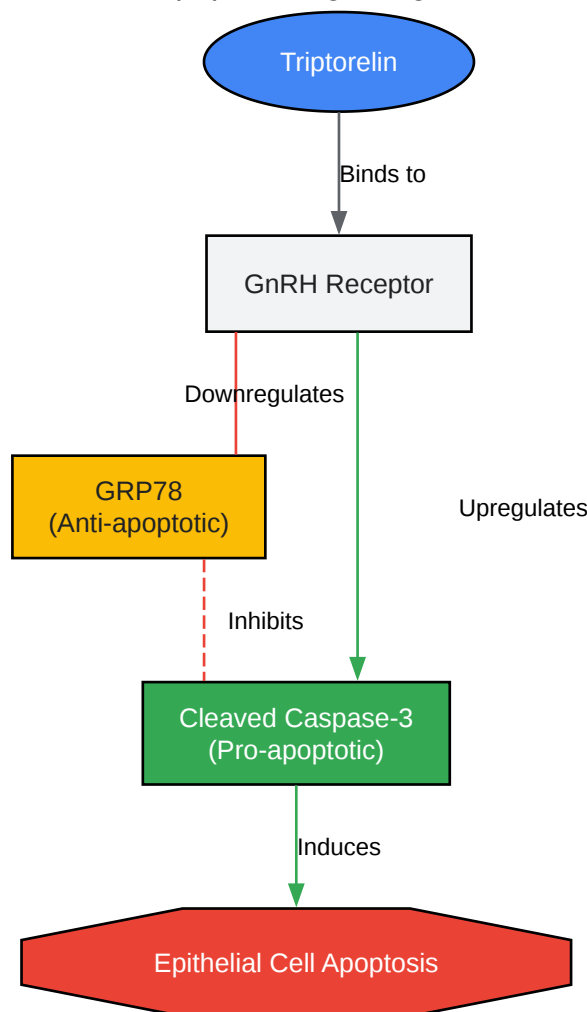 Triptorelin
Binds to
GnRH Receptor
Downregulates
GRP78
(Anti-apoptotic)
Upregulates
Inhibits
Cleaved Caspase-3
(Pro-apoptotic)
Induces
Epithelial Cell Apoptosis